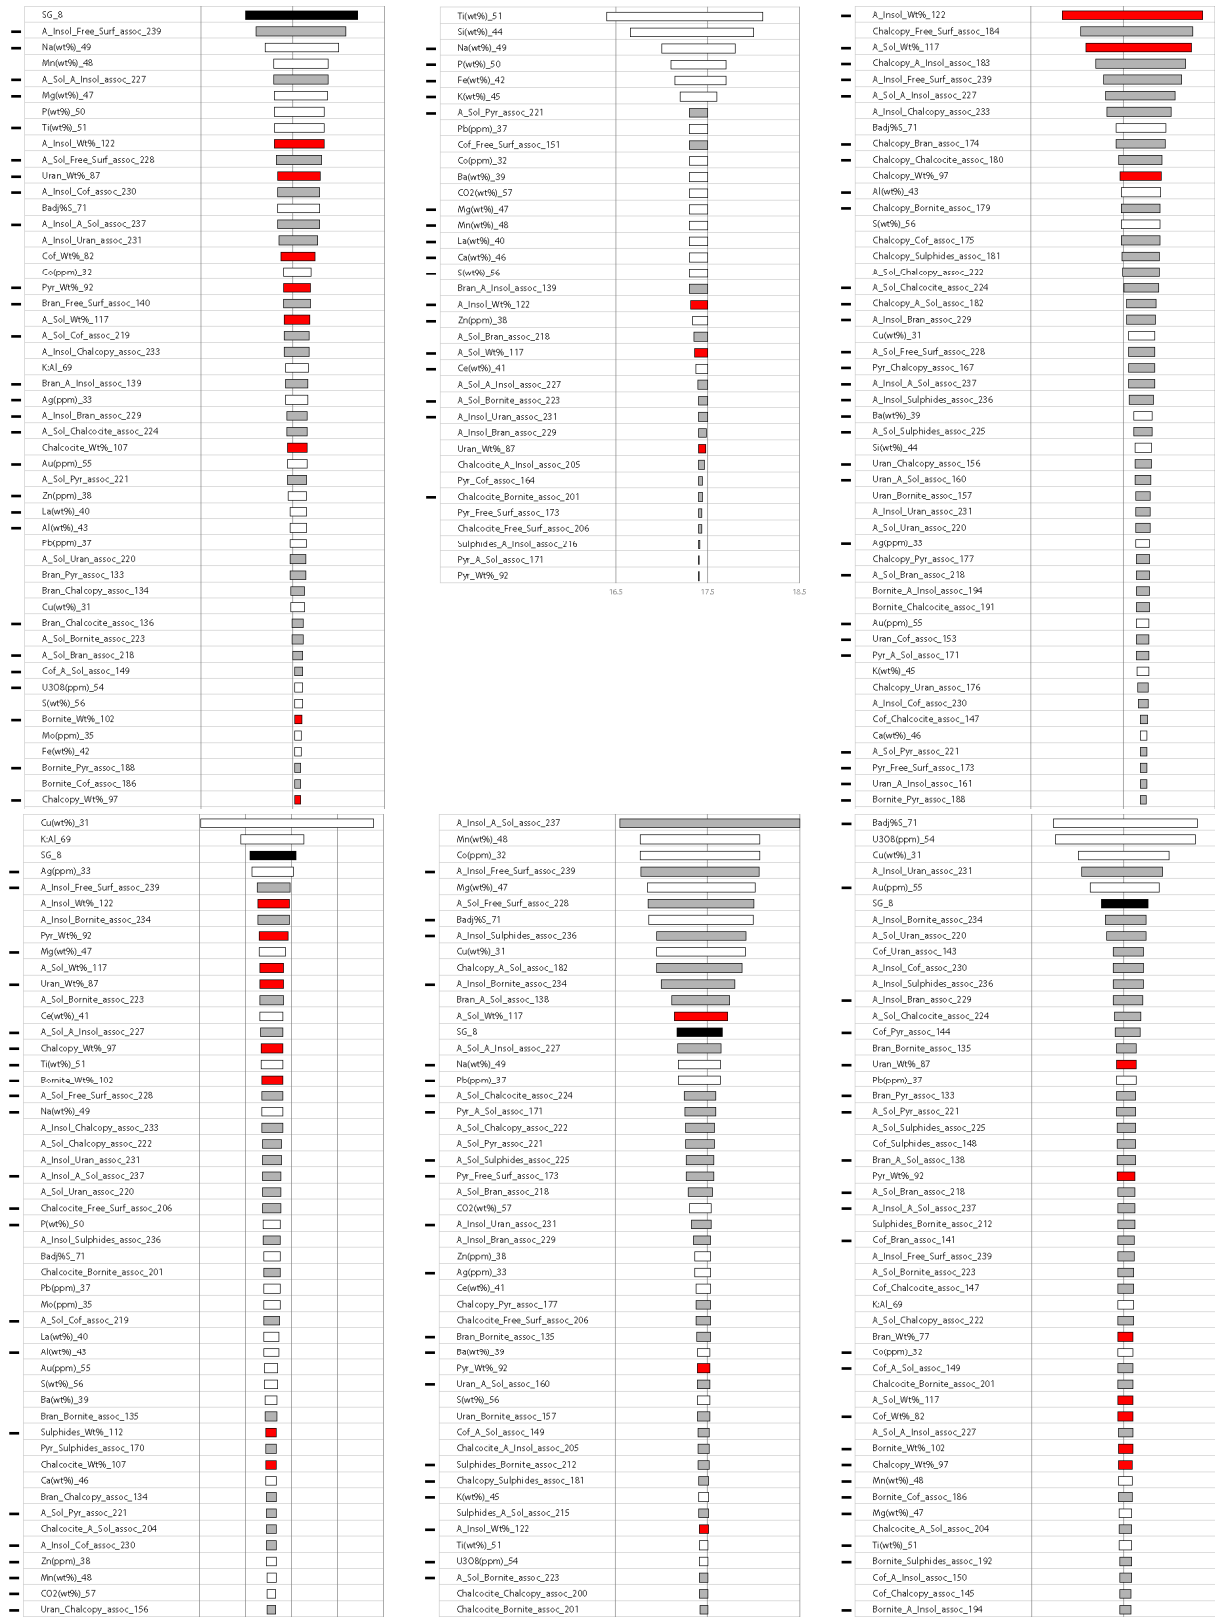 SG_8
A_Insol_Free_Surf_assoc_239
Na(wt%)_49
Mn(wt%)_48
A_Sol_A_Insol_assoc_227
Mg(wt%)_47
P(wt%)_50
Ti(wt%)_51
A_Insol_Wt%_122
A_Sol_Free_Surf_assoc_228
Uran_Wt%_87
A_Insol_Cof_assoc_230
Badj%S_71
A_Insol_A_Sol_assoc_237
A_Insol_Uran_assoc_231
Cof_Wt%_82
Co(ppm)_32
Pyr_Wt%_92
Bran_Free_Surf_assoc_140
A_Sol_Wt%_117
A_Sol_Cof_assoc_219
A_Insol_Chalcopy_assoc_233
K:Al_69
Bran_A_Insol_assoc_139
Ag(ppm)_33
A_Insol_Bran_assoc_229
A_Sol_Chalcocite_assoc_224
Chalcocite_Wt%_107
Au(ppm)_55
A_Sol_Pyr_assoc_221
Zn(ppm)_38
La(wt%)_40
Al(wt%)_43
Pb(ppm)_37
A_Sol_Uran_assoc_220
Bran_Pyr_assoc_133
Bran_Chalcopy_assoc_134
Cu(wt%)_31
Bran_Chalcocite_assoc_136
A_Sol_Bornite_assoc_223
A_Sol_Bran_assoc_218
Cof_A_Sol_assoc_149
U3O8(ppm)_54
S(wt%)_56
Bornite_Wt%_102
Mo(ppm)_35
Fe(wt%)_42
Bornite_Pyr_assoc_188
Bornite_Cof_assoc_186
Chalcopy_Wt%_97
Ti(wt%)_51
Si(wt%)_44
Na(wt%)_49
P(wt%)_50
Fe(wt%)_42
K(wt%)_45
A_Sol_Pyr_assoc_221
Pb(ppm)_37
Cof_Free_Surf_assoc_151
Co(ppm)_32
Ba(wt%)_39
CO2(wt%)_57
Mg(wt%)_47
Mn(wt%)_48
La(wt%)_40
Ca(wt%)_46
S(wt%)_56
Bran_A_Insol_assoc_139
A_Insol_Wt%_122
Zn(ppm)_38
A_Sol_Bran_assoc_218
A_Sol_Wt%_117
Ce(wt%)_41
A_Sol_A_Insol_assoc_227
A_Sol_Bornite_assoc_223
A_Insol_Uran_assoc_231
A_Insol_Bran_assoc_229
Uran_Wt%_87
Chalcocite_A_Insol_assoc_205
Pyr_Cof_assoc_164
Chalcocite_Bornite_assoc_201
Pyr_Free_Surf_assoc_173
Chalcocite_Free_Surf_assoc_206
Sulphides_A_Insol_assoc_216
Pyr_A_Sol_assoc_171
Pyr_Wt%_92
16.5 17.5 18.5
A_Insol_Wt%_122
Chalcopy_Free_Surf_assoc_184
A_Sol_Wt%_117
Chalcopy_A_Insol_assoc_183
A_Insol_Free_Surf_assoc_239
A_Sol_A_Insol_assoc_227
A_Insol_Chalcopy_assoc_233
Badj%S_71
Chalcopy_Bran_assoc_174
Chalcopy_Chalcocite_assoc_180
Chalcopy_Wt%_97
Al(wt%)_43
Chalcopy_Bornite_assoc_179
S(wt%)_56
Chalcopy_Cof_assoc_175
Chalcopy_Sulphides_assoc_181
A_Sol_Chalcopy_assoc_222
A_Sol_Chalcocite_assoc_224
Chalcopy_A_Sol_assoc_182
A_Insol_Bran_assoc_229
Cu(wt%)_31
A_Sol_Free_Surf_assoc_228
Pyr_Chalcopy_assoc_167
A_Insol_A_Sol_assoc_237
A_Insol_Sulphides_assoc_236
Ba(wt%)_39
A_Sol_Sulphides_assoc_225
Si(wt%)_44
Uran_Chalcopy_assoc_156
Uran_A_Sol_assoc_160
Uran_Bornite_assoc_157
A_Insol_Uran_assoc_231
A_Sol_Uran_assoc_220
Ag(ppm)_33
Chalcopy_Pyr_assoc_177
A_Sol_Bran_assoc_218
Bornite_A_Insol_assoc_194
Bornite_Chalcocite_assoc_191
Au(ppm)_55
Uran_Cof_assoc_153
Pyr_A_Sol_assoc_171
K(wt%)_45
Chalcopy_Uran_assoc_176
A_Insol_Cof_assoc_230
Cof_Chalcocite_assoc_147
Ca(wt%)_46
A_Sol_Pyr_assoc_221
Pyr_Free_Surf_assoc_173
Uran_A_Insol_assoc_161
Bornite_Pyr_assoc_188
Cu(wt%)_31
K:Al_69
SG_8
Ag(ppm)_33
A_Insol_Free_Surf_assoc_239
A_Insol_Wt%_122
A_Insol_Bornite_assoc_234
Pyr_Wt%_92
Mg(wt%)_47
A_Sol_Wt%_117
Uran_Wt%_87
A_Sol_Bornite_assoc_223
Ce(wt%)_41
A_Sol_A_Insol_assoc_227
Chalcopy_Wt%_97
Ti(wt%)_51
Bornite_Wt%_102
A_Sol_Free_Surf_assoc_228
Na(wt%)_49
A_Insol_Chalcopy_assoc_233
A_Sol_Chalcopy_assoc_222
A_Insol_Uran_assoc_231
A_Insol_A_Sol_assoc_237
A_Sol_Uran_assoc_220
Chalcocite_Free_Surf_assoc_206
P(wt%)_50
A_Insol_Sulphides_assoc_236
Badj%S_71
Chalcocite_Bornite_assoc_201
Pb(ppm)_37
Mo(ppm)_35
A_Sol_Cof_assoc_219
La(wt%)_40
Al(wt%)_43
Au(ppm)_55
S(wt%)_56
Ba(wt%)_39
Bran_Bornite_assoc_135
Sulphides_Wt%_112
Pyr_Sulphides_assoc_170
Chalcocite_Wt%_107
Ca(wt%)_46
Bran_Chalcopy_assoc_134
A_Sol_Pyr_assoc_221
Chalcocite_A_Sol_assoc_204
A_Insol_Cof_assoc_230
Zn(ppm)_38
Mn(wt%)_48
CO2(wt%)_57
Uran_Chalcopy_assoc_156
A_Insol_A_Sol_assoc_237
Mn(wt%)_48
Co(ppm)_32
A_Insol_Free_Surf_assoc_239
Mg(wt%)_47
A_Sol_Free_Surf_assoc_228
Badj%S_71
A_Insol_Sulphides_assoc_236
Cu(wt%)_31
Chalcopy_A_Sol_assoc_182
A_Insol_Bornite_assoc_234
Bran_A_Sol_assoc_138
A_Sol_Wt%_117
SG_8
A_Sol_A_Insol_assoc_227
Na(wt%)_49
Pb(ppm)_37
A_Sol_Chalcocite_assoc_224
Pyr_A_Sol_assoc_171
A_Sol_Chalcopy_assoc_222
A_Sol_Pyr_assoc_221
A_Sol_Sulphides_assoc_225
Pyr_Free_Surf_assoc_173
A_Sol_Bran_assoc_218
CO2(wt%)_57
A_Insol_Uran_assoc_231
A_Insol_Bran_assoc_229
Zn(ppm)_38
Ag(ppm)_33
Ce(wt%)_41
Chalcopy_Pyr_assoc_177
Chalcocite_Free_Surf_assoc_206
Bran_Bornite_assoc_135
Ba(wt%)_39
Pyr_Wt%_92
Uran_A_Sol_assoc_160
S(wt%)_56
Uran_Bornite_assoc_157
Cof_A_Sol_assoc_149
Chalcocite_A_Insol_assoc_205
Sulphides_Bornite_assoc_212
Chalcopy_Sulphides_assoc_181
K(wt%)_45
Sulphides_A_Sol_assoc_215
A_Insol_Wt%_122
Ti(wt%)_51
U3O8(ppm)_54
A_Sol_Bornite_assoc_223
Chalcocite_Chalcopy_assoc_200
Chalcocite_Bornite_assoc_201
Badj%S_71
U3O8(ppm)_54
Cu(wt%)_31
A_Insol_Uran_assoc_231
Au(ppm)_55
SG_8
A_Insol_Bornite_assoc_234
A_Sol_Uran_assoc_220
Cof_Uran_assoc_143
A_Insol_Cof_assoc_230
A_Insol_Sulphides_assoc_236
A_Insol_Bran_assoc_229
A_Sol_Chalcocite_assoc_224
Cof_Pyr_assoc_144
Bran_Bornite_assoc_135
Uran_Wt%_87
Pb(ppm)_37
Bran_Pyr_assoc_133
A_Sol_Pyr_assoc_221
A_Sol_Sulphides_assoc_225
Cof_Sulphides_assoc_148
Bran_A_Sol_assoc_138
Pyr_Wt%_92
A_Sol_Bran_assoc_218
A_Insol_A_Sol_assoc_237
Sulphides_Bornite_assoc_212
Cof_Bran_assoc_141
A_Insol_Free_Surf_assoc_239
A_Sol_Bornite_assoc_223
Cof_Chalcocite_assoc_147
K:Al_69
A_Sol_Chalcopy_assoc_222
Bran_Wt%_77
Co(ppm)_32
Cof_A_Sol_assoc_149
Chalcocite_Bornite_assoc_201
A_Sol_Wt%_117
Cof_Wt%_82
A_Sol_A_Insol_assoc_227
Bornite_Wt%_102
Chalcopy_Wt%_97
Mn(wt%)_48
Bornite_Cof_assoc_186
Mg(wt%)_47
Chalcocite_A_Sol_assoc_204
Ti(wt%)_51
Bornite_Sulphides_assoc_192
Cof_A_Insol_assoc_150
Cof_Chalcopy_assoc_145
Bornite_A_Insol_assoc_194